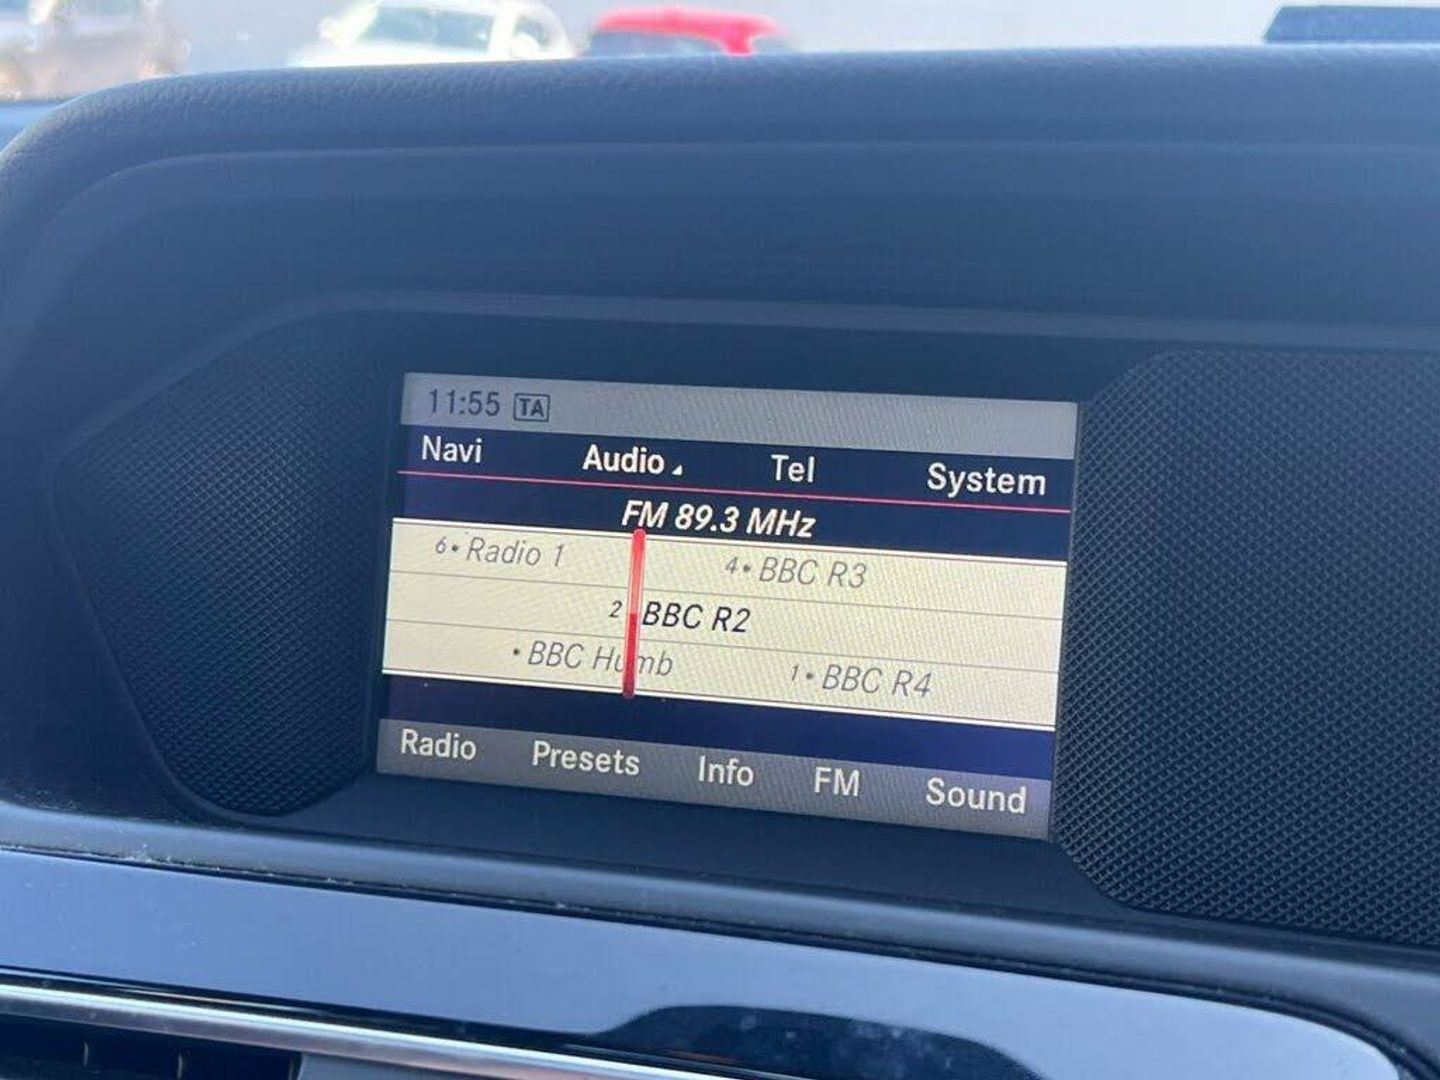 11:55 TA
Navi Audio Tel System
FM 89.3 MHz
6• Radio 1 4• BBC R3
2 BBC R2
• BBC Humb 1• BBC R4
Radio Presets Info FM Sound